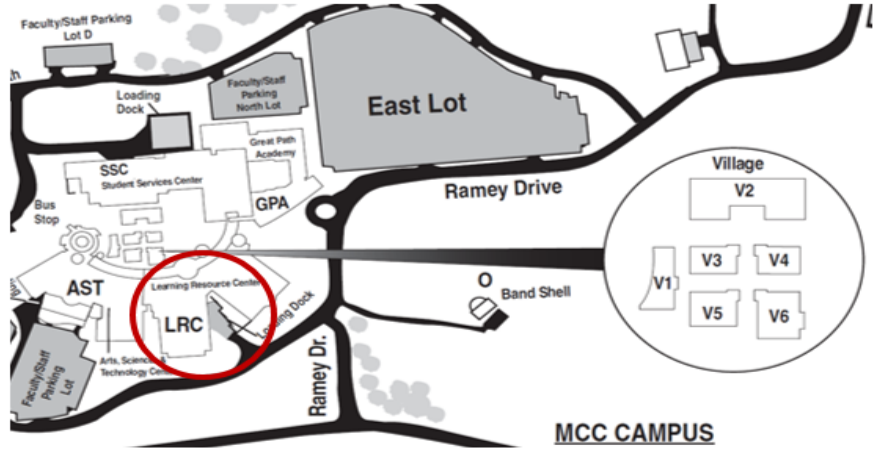 Faculty/Staff Parking
Lot D
Loading
Dock
Faculty/Staff
Parking
North Lot
East Lot
Great Path
Academy
SSC
Student Services Center
GPA
Bus
Stop
Ramey Drive
Village
V2
V3
V4
V1
V5
V6
AST
Learning Resource Center
LRC
Loading Dock
O
Band Shell
Arts, Science &
Technology Center
Faculty/Staff
Parking
Lot
Ramey Dr.
MCC CAMPUS